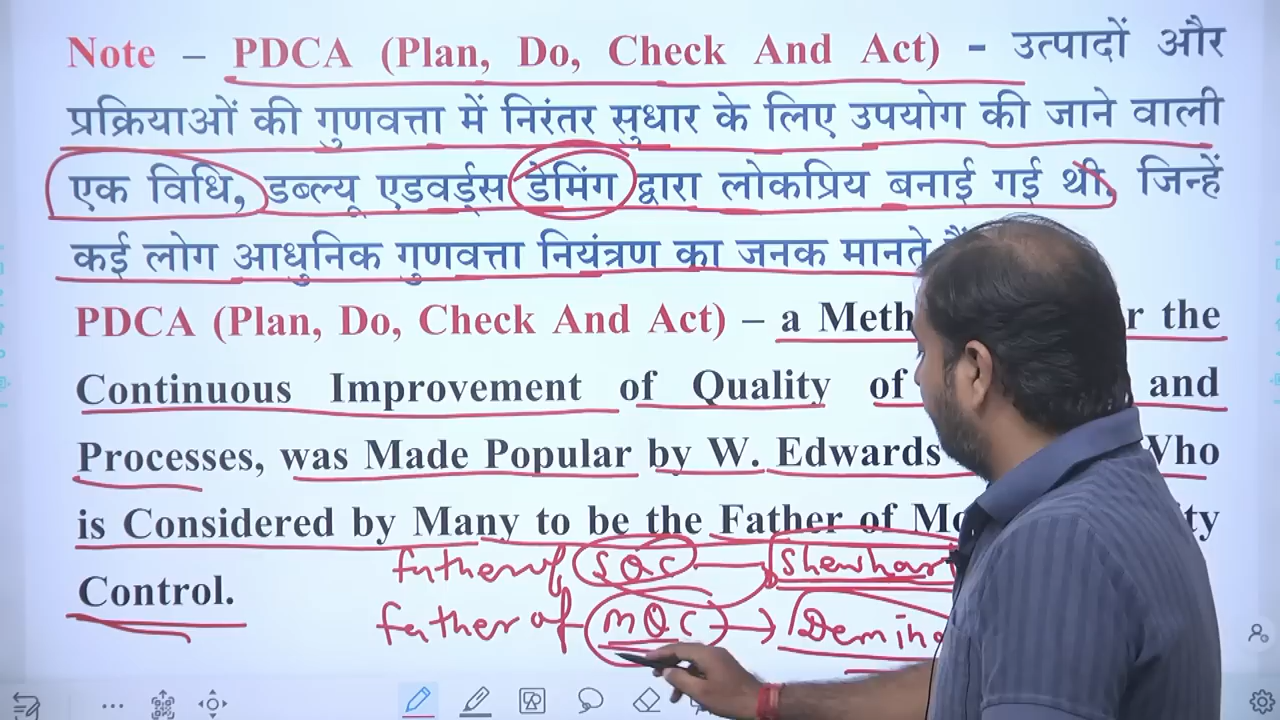 Note – PDCA (Plan, Do, Check And Act) - उत्पादों और
प्रक्रियाओं की गुणवत्ता में निरंतर सुधार के लिए उपयोग की जाने वाली
एक विधि, डब्ल्यू एडवर्ड्स डेमिंग द्वारा लोकप्रिय बनाई गई थी, जिन्हें
कई लोग आधुनिक गुणवत्ता नियंत्रण का जनक मानते
PDCA (Plan, Do, Check And Act) – a the
Continuous Improvement of Quality of and
Processes, was Made Popular by W. Edwards Who
is Considered by Many to be the Father of
Control.
father of SQC Shewhart
father of MQC → Deming